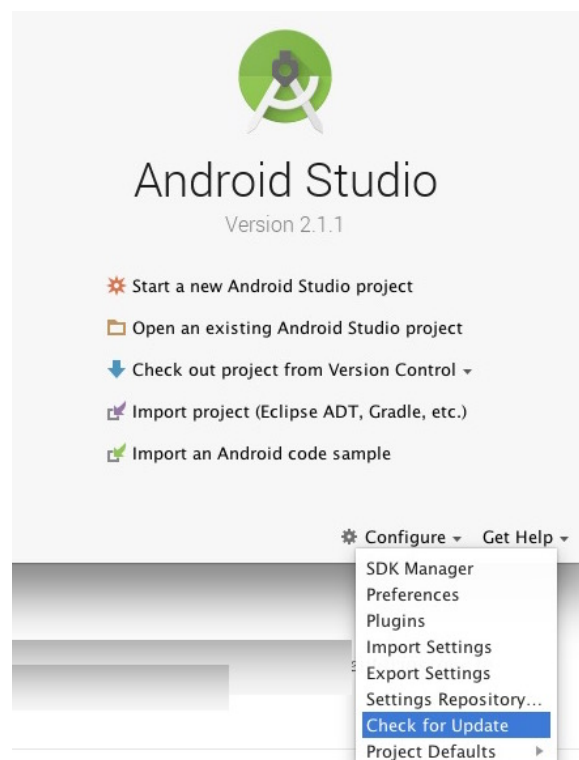 Android Studio
Version 2.1.1
Start a new Android Studio project
Open an existing Android Studio project
Check out project from Version Control
Import project (Eclipse ADT, Gradle, etc.)
Import an Android code sample
Configure Get Help
SDK Manager
Preferences
Plugins
Import Settings
Export Settings
Settings Repository...
Check for Update
Project Defaults